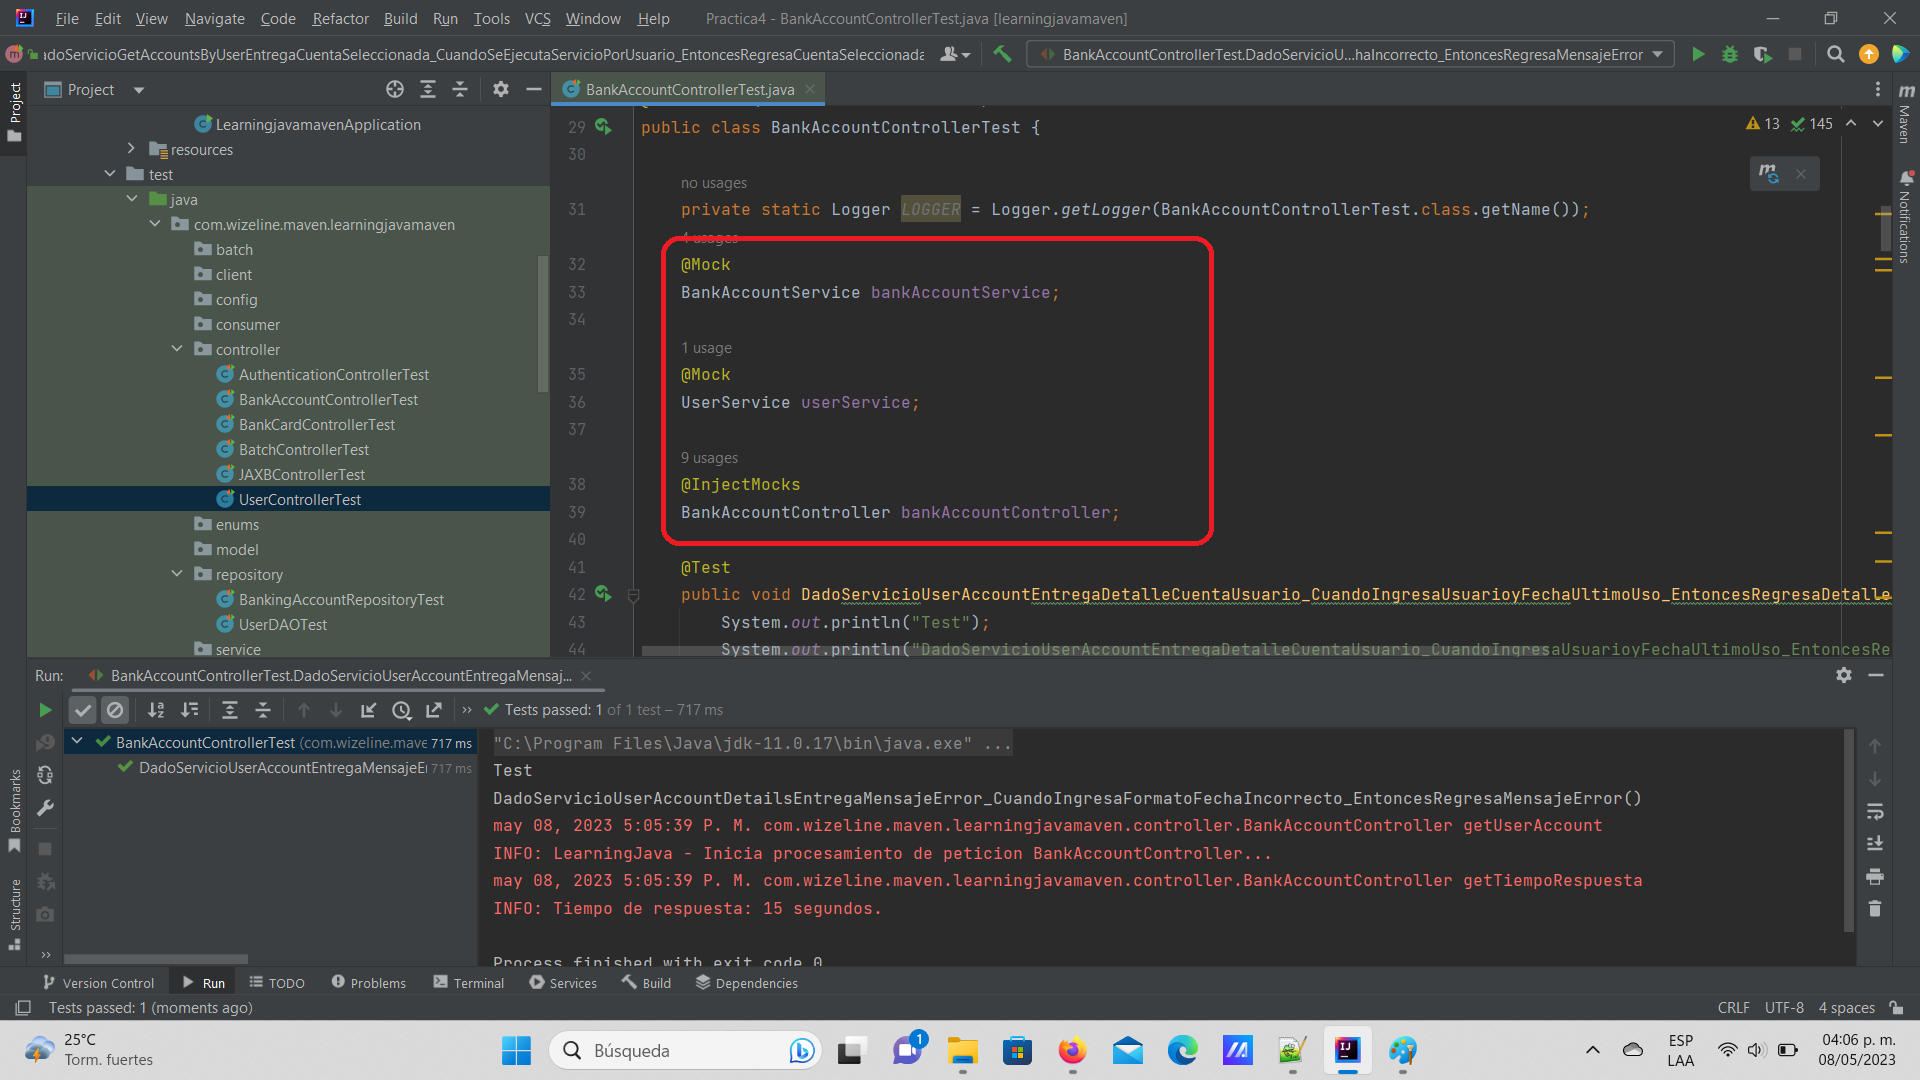 File Edit View Navigate Code Refactor Build Run Tools VCS Window Help Practica4 - BankAccountControllerTest.java [learningjavamaven]
doServicioGetAccountsByUserEntregaCuentaSeleccionada_CuandoSeEjecutaServicioPorUsuario_EntoncesRegresaCuentaSeleccionada BankAccountControllerTest.DadoServicioU...haIncorrecto_EntoncesRegresaMensajeError
Project
Project
BankAccountControllerTest.java
LearningjavamavenApplication
resources
test
java
com.wizeline.maven.learningjavamaven
batch
client
config
consumer
controller
AuthenticationControllerTest
BankAccountControllerTest
BankCardControllerTest
BatchControllerTest
JAXBControllerTest
UserControllerTest
enums
model
repository
BankingAccountRepositoryTest
UserDAOTest
service
29 public class BankAccountControllerTest {
13 145
30
no usages
31 private static Logger LOGGER = Logger.getLogger(BankAccountControllerTest.class.getName());
4 usages
32 @Mock
33 BankAccountService bankAccountService;
34
1 usage
35 @Mock
36 UserService userService;
37
9 usages
38 @InjectMocks
39 BankAccountController bankAccountController;
40
41 @Test
42 public void DadoServicioUserAccountEntregaDetalleCuentaUsuario_CuandoIngresaUsuarioyFechaUltimoUso_EntoncesRegresaDetalle
43 System.out.println("Test");
44 System.out.println("DadoServicioUserAccountEntregaDetalleCuentaUsuario_CuandoIngresaUsuarioyFechaUltimoUso_EntoncesRe
Maven
Notifications
Run: BankAccountControllerTest.DadoServicioUserAccountEntregaMensaj...
Tests passed: 1 of 1 test – 717 ms
BankAccountControllerTest (com.wizeline.mave 717 ms
DadoServicioUserAccountEntregaMensajeEr 717 ms
"C:\Program Files\Java\jdk-11.0.17\bin\java.exe" ...
Test
DadoServicioUserAccountDetailsEntregaMensajeError_CuandoIngresaFormatoFechaIncorrecto_EntoncesRegresaMensajeError()
may 08, 2023 5:05:39 P. M. com.wizeline.maven.learningjavamaven.controller.BankAccountController getUserAccount
INFO: LearningJava - Inicia procesamiento de peticion BankAccountController...
may 08, 2023 5:05:39 P. M. com.wizeline.maven.learningjavamaven.controller.BankAccountController getTiempoRespuesta
INFO: Tiempo de respuesta: 15 segundos.
Process finished with exit code 0
Bookmarks
Structure
Version Control Run TODO Problems Terminal Services Build Dependencies
Tests passed: 1 (moments ago) CRLF UTF-8 4 spaces
25°C
Torm. fuertes
Búsqueda
1
ESP
LAA
04:06 p. m.
08/05/2023